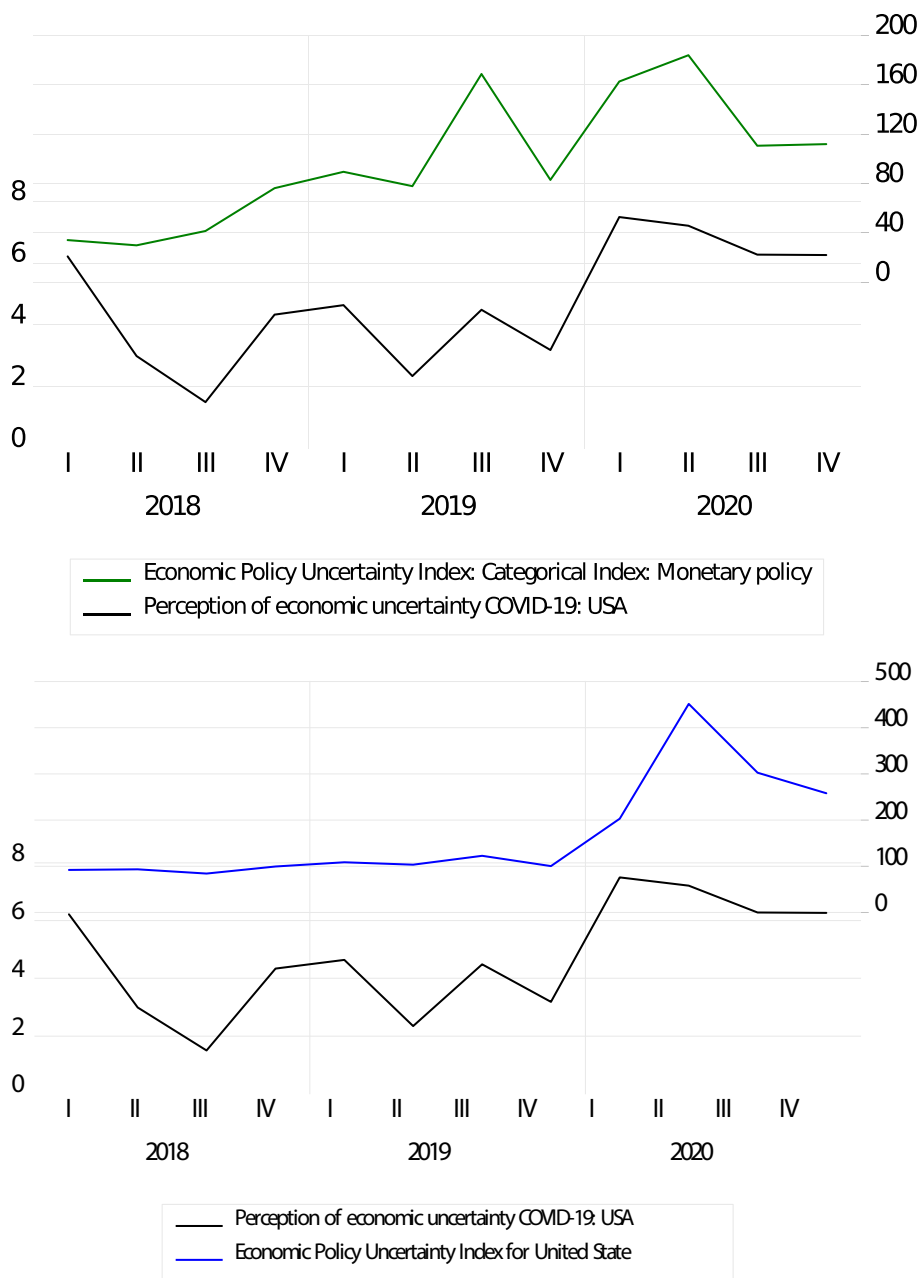 200
160
120
80
40
0
8
6
4
2
0
I II III IV I II III IV I II III IV
2018 2019 2020
Economic Policy Uncertainty Index: Categorical Index: Monetary policy
Perception of economic uncertainty COVID-19: USA
500
400
300
200
100
0
8
6
4
2
0
I II III IV I II III IV I II III IV
2018 2019 2020
Perception of economic uncertainty COVID-19: USA
Economic Policy Uncertainty Index for United State